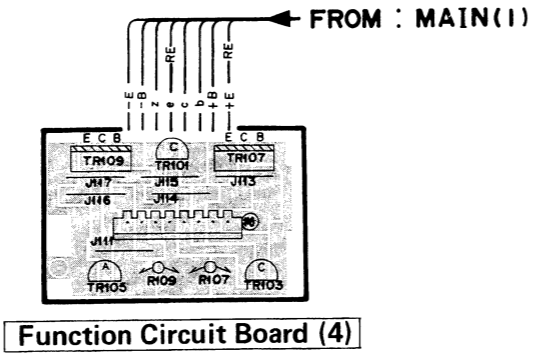 FROM : MAIN(1)
RE RE
-E -B z e c b +B +E
E C B C E C B
TR109 TR101 TR107
J117 J115 J113
J116 J114
J111
A C
TR105 R109 R107 TR103
Function Circuit Board (4)